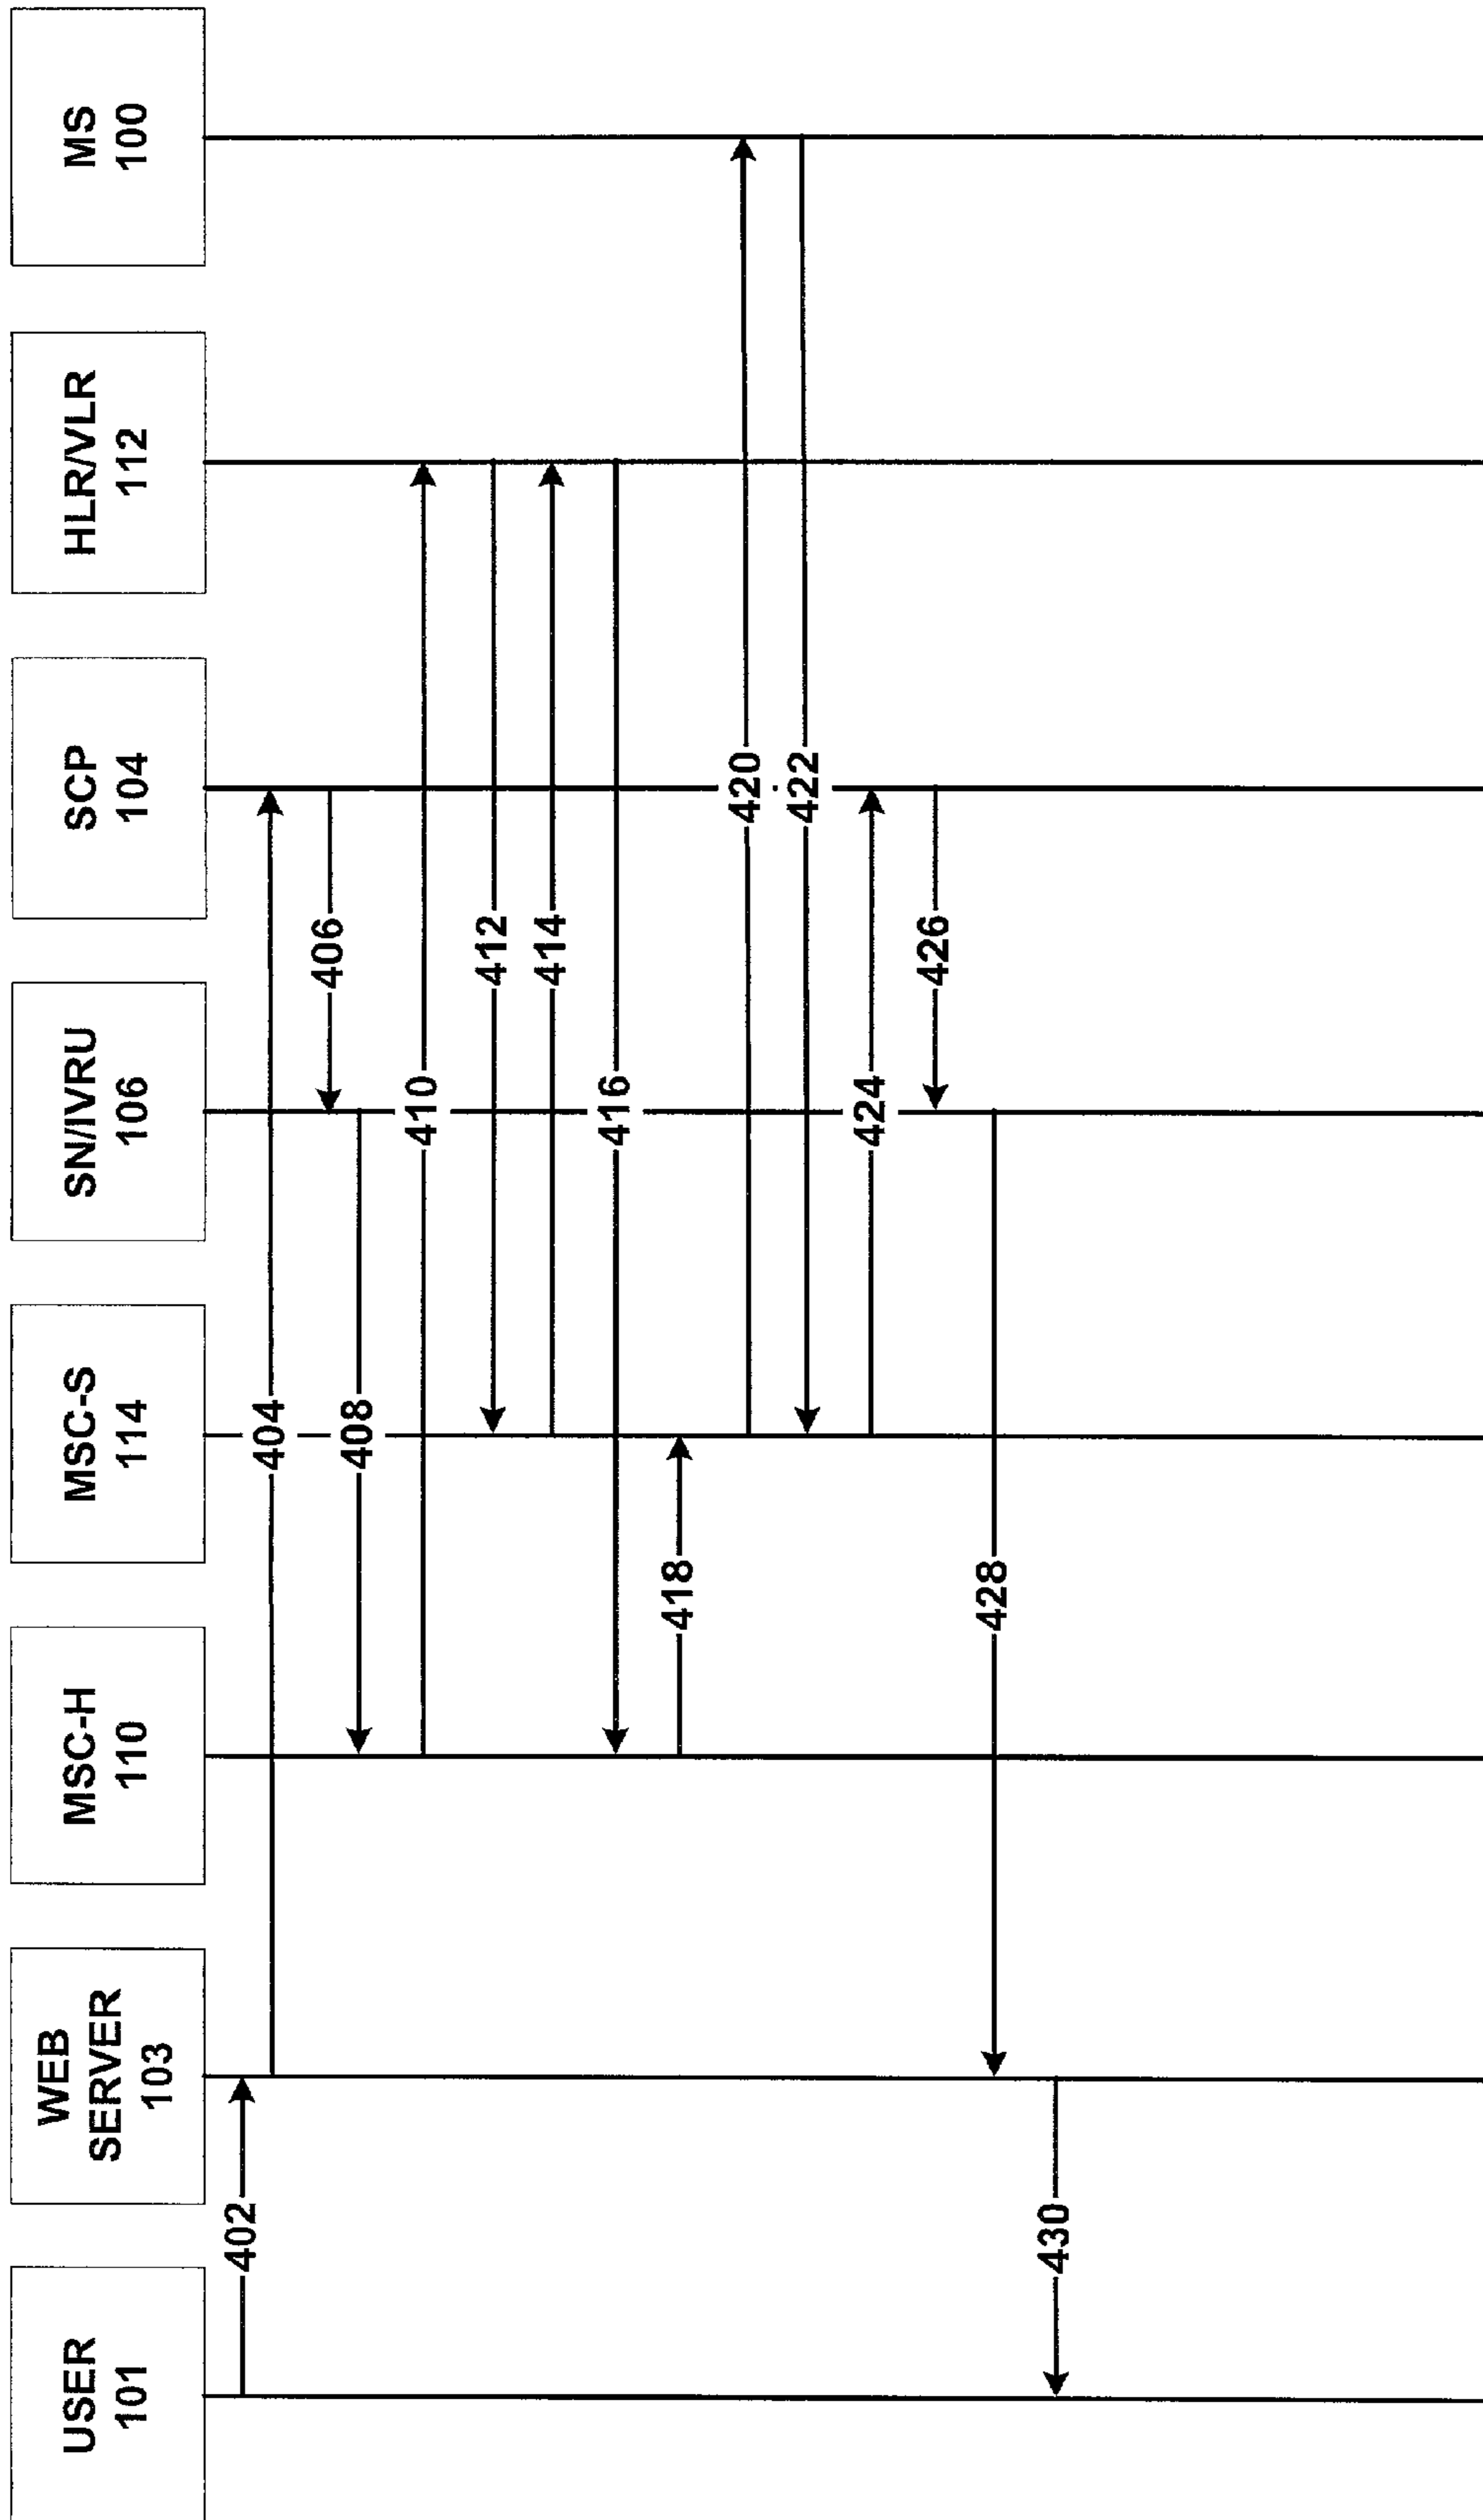 USER
101
WEB
SERVER
103
MSC-H
110
MSC-S
114
SN/IVRU
106
SCP
104
HLR/VLR
112
MS
100
402
404
406
408
410
412
414
416
418
420
422
424
426
428
430